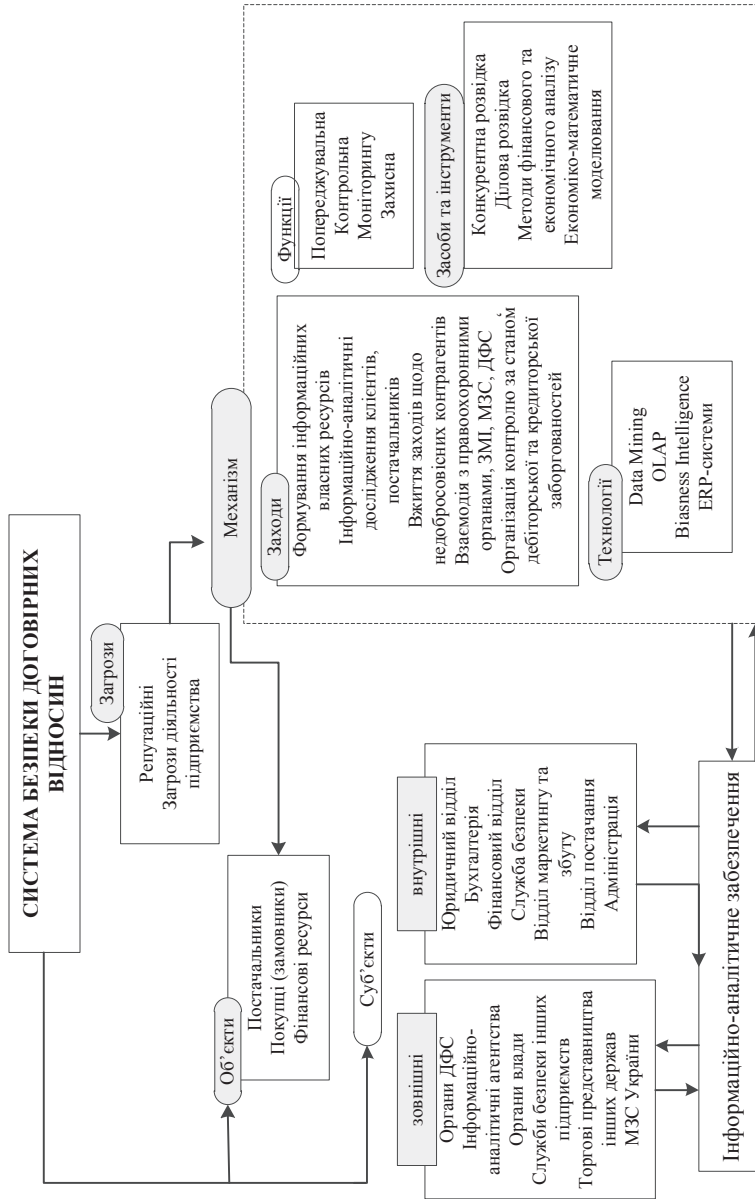 СИСТЕМА БЕЗПЕКИ ДОГОВІРНИХ
ВІДНОСИН
Загрози
Репутаційні
Загрози діяльності
підприємства
Механізм
Об’єкти
Постачальники
Покупці (замовники)
Фінансові ресурси
Суб’єкти
зовнішні
Органи ДФС
Інформаційно-
аналітичні агентства
Органи влади
Служби безпеки інших
підприємств
Торгові представництва
інших держав
МЗС України
внутрішні
Юридичний відділ
Бухгалтерія
Фінансовий відділ
Служба безпеки
Відділ маркетингу та
збуту
Відділ постачання
Адміністрація
Заходи
Формування інформаційних
власних ресурсів
Інформаційно-аналітичні
дослідження клієнтів,
постачальників
Вжиття заходів щодо
недобросовісних контрагентів
Взаємодія з правоохоронними
органами, ЗМІ, МЗС, ДФС
Організація контролю за станом
дебіторської та кредиторської
заборгованостей
Функції
Попереджувальна
Контрольна
Моніторингу
Захисна
Засоби та інструменти
Конкурентна розвідка
Ділова розвідка
Методи фінансового та
економічного аналізу
Економіко-математичне
моделювання
Технології
Data Mining
OLAP
Biasness Intelligence
ERP-системи
Інформаційно-аналітичне забезпечення